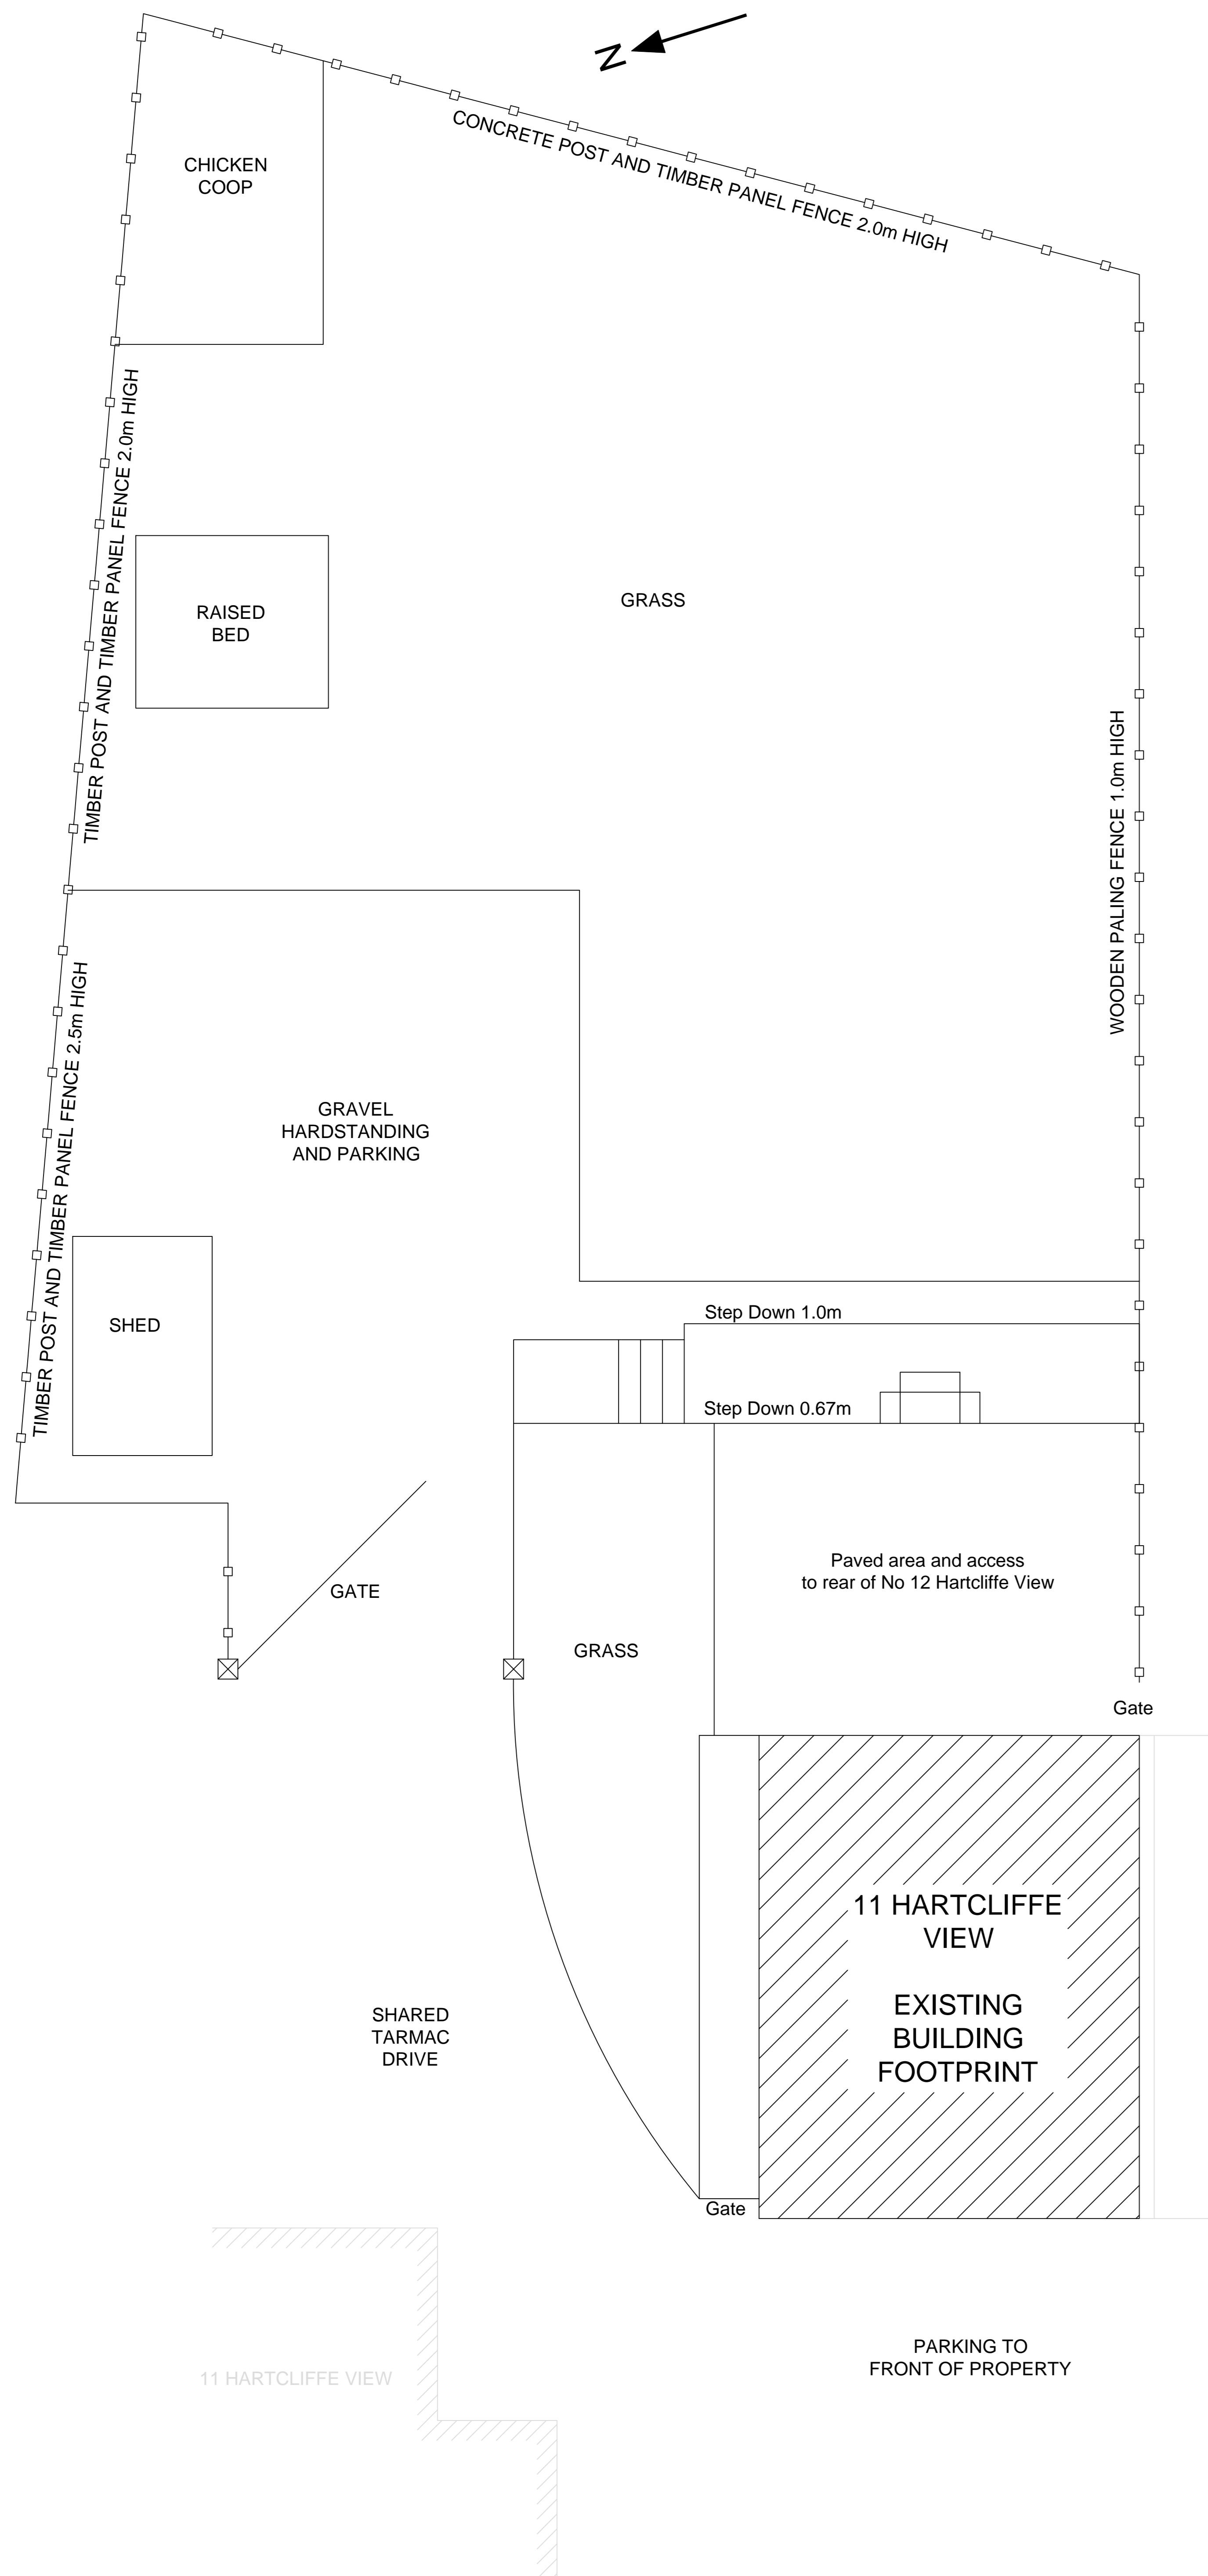 N
CONCRETE POST AND TIMBER PANEL FENCE 2.0m HIGH
CHICKEN
COOP
TIMBER POST AND TIMBER PANEL FENCE 2.0m HIGH
RAISED
BED
GRASS
WOODEN PALING FENCE 1.0m HIGH
TIMBER POST AND TIMBER PANEL FENCE 2.5m HIGH
GRAVEL
HARDSTANDING
AND PARKING
SHED
Step Down 1.0m
Step Down 0.67m
Paved area and access
to rear of No 12 Hartcliffe View
GATE
GRASS
Gate
11 HARTCLIFFE
VIEW
EXISTING
BUILDING
FOOTPRINT
SHARED
TARMAC
DRIVE
Gate
PARKING TO
FRONT OF PROPERTY
11 HARTCLIFFE VIEW